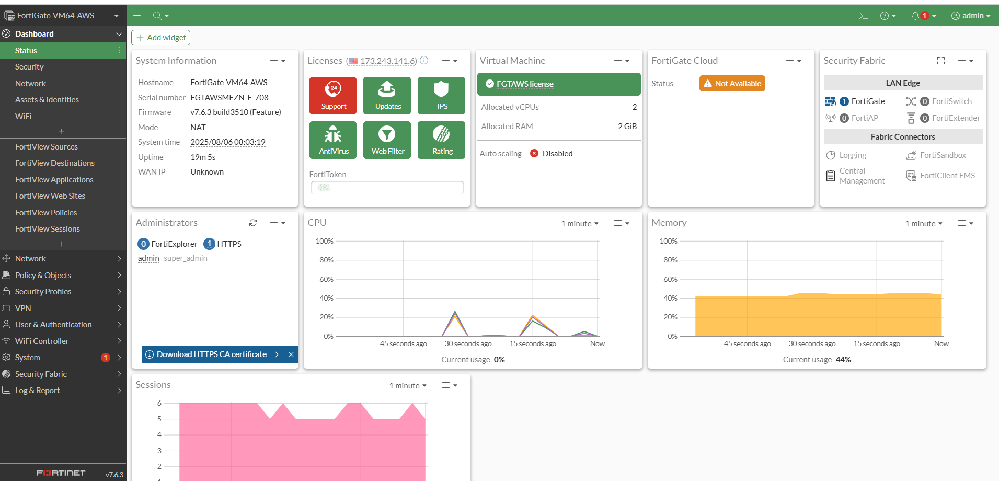 FortiGate-VM64-AWS
1
admin
Dashboard
Status
Security
Network
Assets & Identities
WiFi
FortiView Sources
FortiView Destinations
FortiView Applications
FortiView Web Sites
FortiView Policies
FortiView Sessions
Network
Policy & Objects
Security Profiles
VPN
User & Authentication
WiFi Controller
System 1
Security Fabric
Log & Report
FORTINET v7.6.3
+ Add widget
System Information
Hostname FortiGate-VM64-AWS
Serial number FGTAWSMEZN_E-708
Firmware v7.6.3 build3510 (Feature)
Mode NAT
System time 2025/08/06 08:03:19
Uptime 19m 5s
WAN IP Unknown
Licenses (173.243.141.6)
24
Support Updates IPS
AntiVirus Web Filter Rating
FortiToken
0%
Virtual Machine
FGTAWS license
Allocated vCPUs 2
Allocated RAM 2 GiB
Auto scaling Disabled
FortiGate Cloud
Status Not Available
Security Fabric
LAN Edge
1 FortiGate 0 FortiSwitch
0 FortiAP 0 FortiExtender
Fabric Connectors
Logging FortiSandbox
Central
Management
FortiClient EMS
Administrators
0 FortiExplorer 1 HTTPS
admin super_admin
Download HTTPS CA certificate
CPU 1 minute
100%
80%
60%
40%
20%
0%
45 seconds ago 30 seconds ago 15 seconds ago Now
Current usage 0%
Memory 1 minute
100%
80%
60%
40%
20%
0%
45 seconds ago 30 seconds ago 15 seconds ago Now
Current usage 44%
Sessions 1 minute
6
5
4
3
2
1